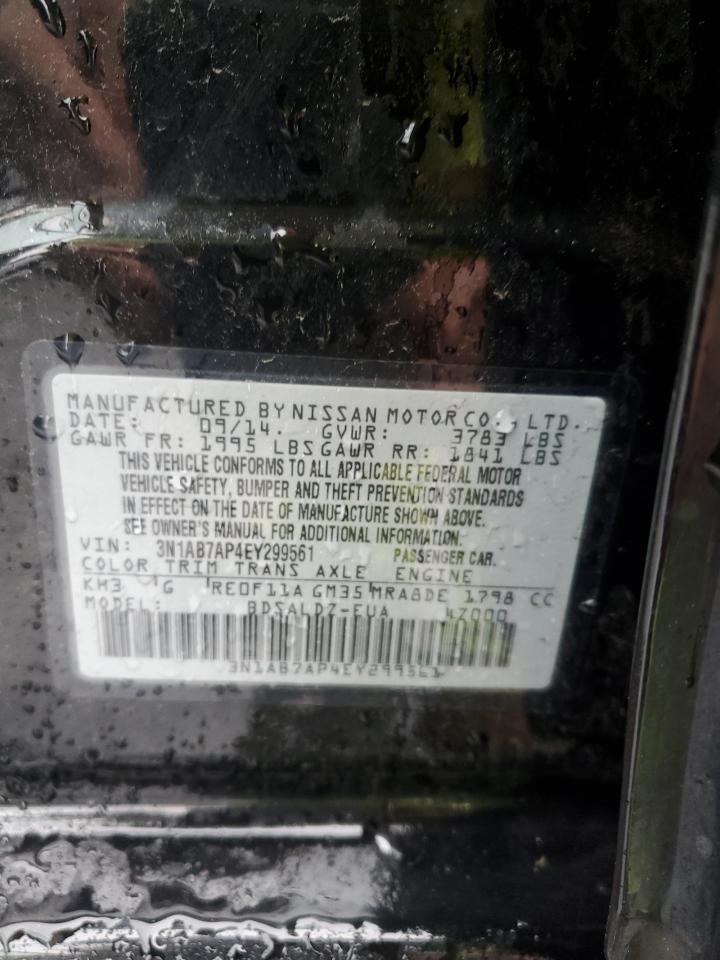 MANUFACTURED BY NISSAN MOTOR CO., LTD.
DATE: 09/14. GVWR: 3783 LBS
GAWR FR: 1995 LBS GAWR RR: 1841 LBS
THIS VEHICLE CONFORMS TO ALL APPLICABLE FEDERAL MOTOR
VEHICLE SAFETY, BUMPER AND THEFT PREVENTION STANDARDS
IN EFFECT ON THE DATE OF MANUFACTURE SHOWN ABOVE.
SEE OWNER'S MANUAL FOR ADDITIONAL INFORMATION.
VIN: 3N1AB7AP4EY299561 PASSENGER CAR.
COLOR TRIM TRANS AXLE ENGINE
KH3 G RE0F11A GM35 MRA8DE 1798 CC
MODEL: BDSALDZ-EUA 4Z000
3N1AB7AP4EY299561